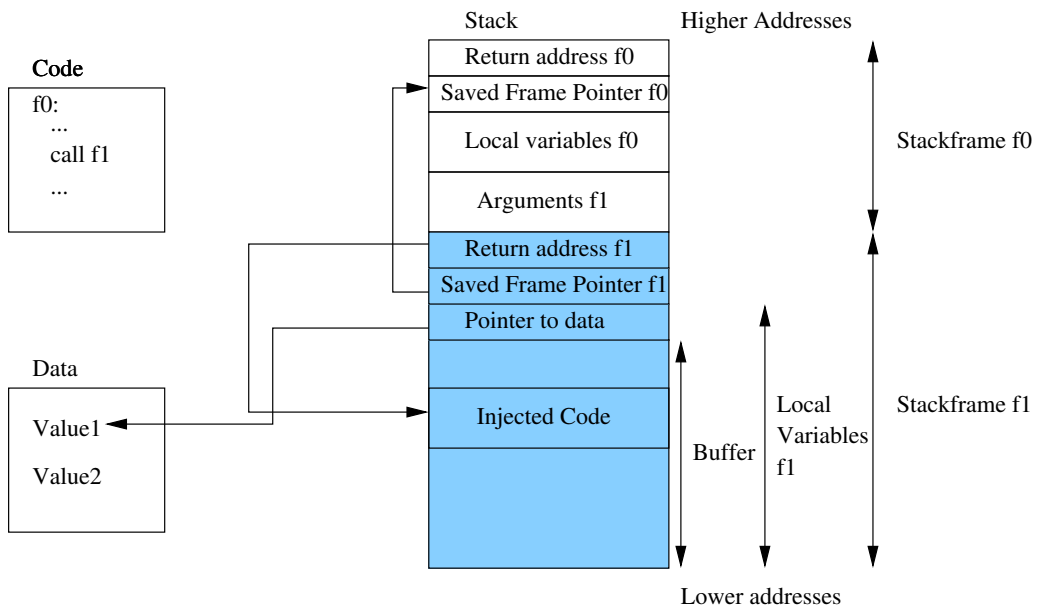 Stack
Higher Addresses
Code
f0:
...
call f1
...
Return address f0
Saved Frame Pointer f0
Local variables f0
Arguments f1
Stackframe f0
Return address f1
Saved Frame Pointer f1
Pointer to data
Injected Code
Data
Value1
Value2
Buffer
Local
Variables
f1
Stackframe f1
Lower addresses